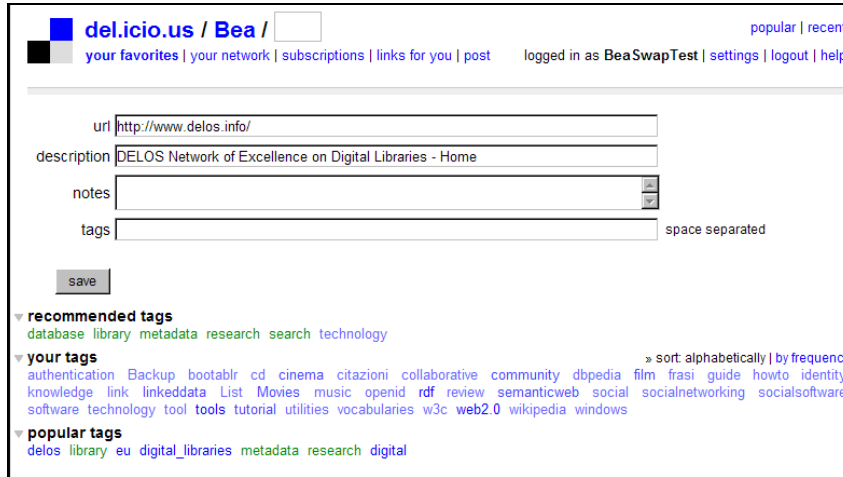 del.icio.us / Bea /
popular | recent
your favorites | your network | subscriptions | links for you | post
logged in as BeaSwapTest | settings | logout | help
url http://www.delos.info/
description DELOS Network of Excellence on Digital Libraries - Home
notes
tags space separated
save
recommended tags
database library metadata research search technology
your tags » sort: alphabetically | by frequenc
authentication Backup bootablr cd cinema citazioni collaborative community dbpedia film frasi guide howto identity
knowledge link linkeddata List Movies music openid rdf review semanticweb social socialnetworking socialsoftware
software technology tool tools tutorial utilities vocabularies w3c web2.0 wikipedia windows
popular tags
delos library eu digital_libraries metadata research digital